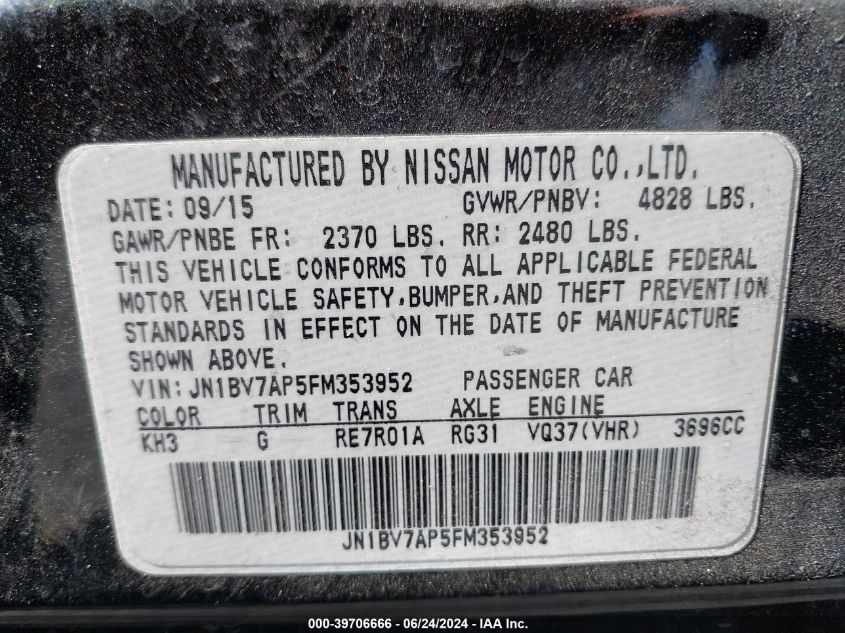 MANUFACTURED BY NISSAN MOTOR CO.,LTD.
DATE: 09/15 GVWR/PNBV: 4828 LBS.
GAWR/PNBE FR: 2370 LBS. RR: 2480 LBS.
THIS VEHICLE CONFORMS TO ALL APPLICABLE FEDERAL
MOTOR VEHICLE SAFETY,BUMPER,AND THEFT PREVENTION
STANDARDS IN EFFECT ON THE DATE OF MANUFACTURE
SHOWN ABOVE.
VIN:JN1BV7AP5FM353952 PASSENGER CAR
COLOR TRIM TRANS AXLE ENGINE
KH3 G RE7R01A RG31 VQ37(VHR) 3696CC
JN1BV7AP5FM353952
000-39706666 - 06/24/2024 - IAA Inc.